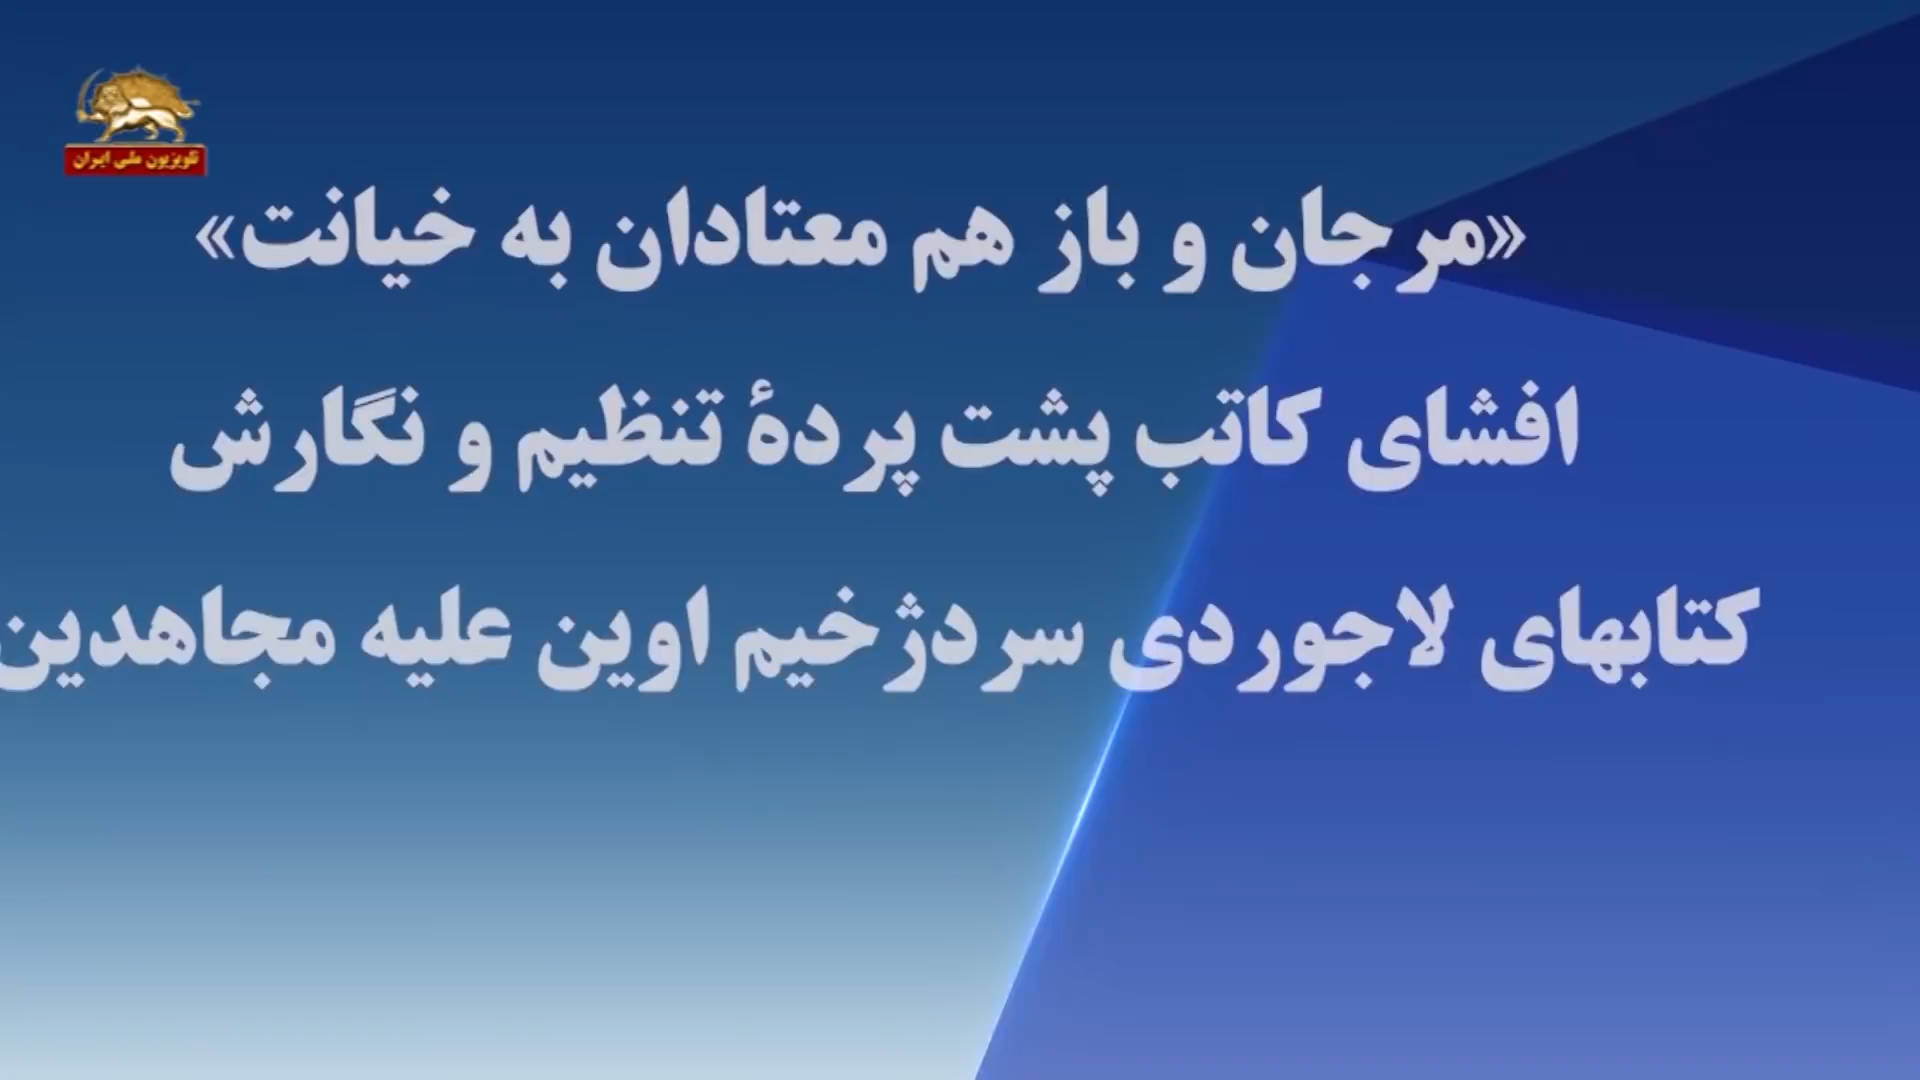 تلویزیون ملی ایران
«مرجان و باز هم معتادان به خیانت»
افشای کاتب پشت پردهٔ تنظیم و نگارش
کتابهای لاجوردی سردژخیم اوین علیه مجاهدین